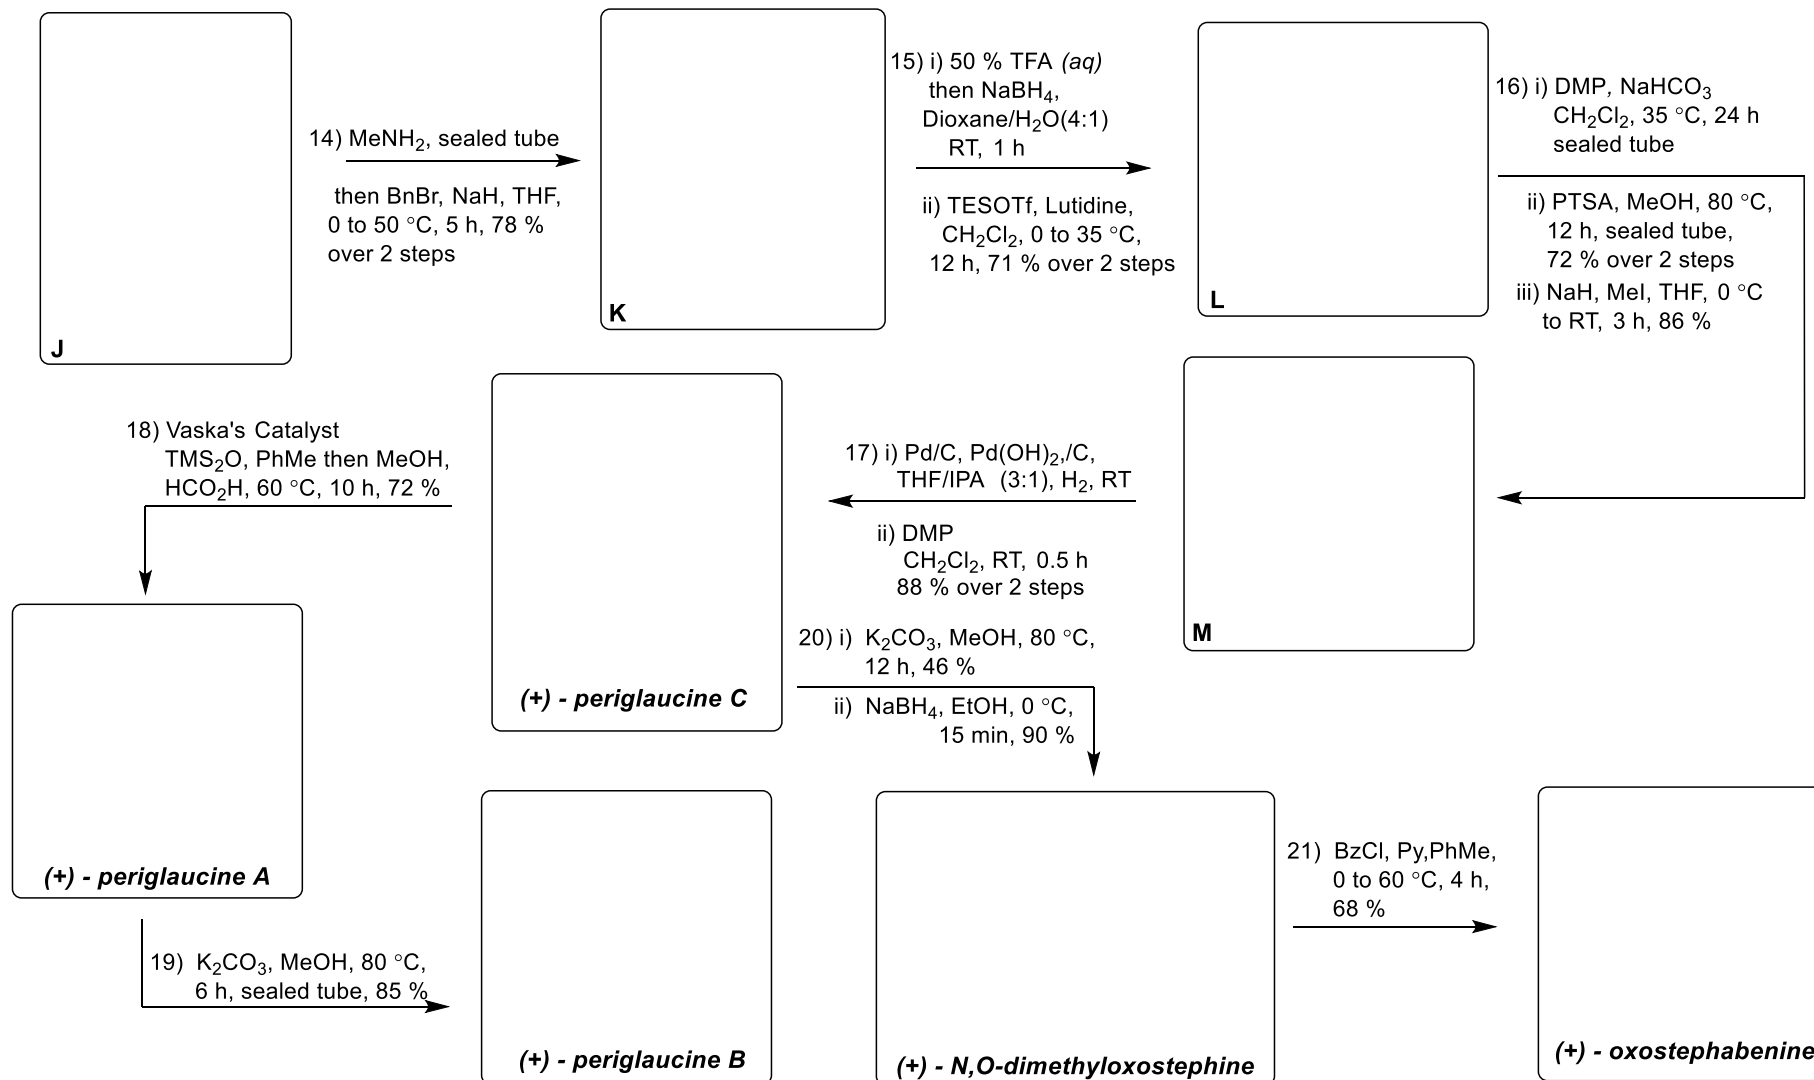 J
14) MeNH₂, sealed tube
then BnBr, NaH, THF,
0 to 50 °C, 5 h, 78 %
over 2 steps
K
15) i) 50 % TFA (aq)
then NaBH₄,
Dioxane/H₂O(4:1)
RT, 1 h
ii) TESOTf, Lutidine,
CH₂Cl₂, 0 to 35 °C,
12 h, 71 % over 2 steps
L
16) i) DMP, NaHCO₃
CH₂Cl₂, 35 °C, 24 h
sealed tube
ii) PTSA, MeOH, 80 °C,
12 h, sealed tube,
72 % over 2 steps
iii) NaH, MeI, THF, 0 °C
to RT, 3 h, 86 %
M
17) i) Pd/C, Pd(OH)₂,/C,
THF/IPA (3:1), H₂, RT
ii) DMP
CH₂Cl₂, RT, 0.5 h
88 % over 2 steps
(+) - periglaucine C
18) Vaska's Catalyst
TMS₂O, PhMe then MeOH,
HCO₂H, 60 °C, 10 h, 72 %
(+) - periglaucine A
19) K₂CO₃, MeOH, 80 °C,
6 h, sealed tube, 85 %
(+) - periglaucine B
20) i) K₂CO₃, MeOH, 80 °C,
12 h, 46 %
ii) NaBH₄, EtOH, 0 °C,
15 min, 90 %
(+) - N,O-dimethyloxostephine
21) BzCl, Py,PhMe,
0 to 60 °C, 4 h,
68 %
(+) - oxostephabenine